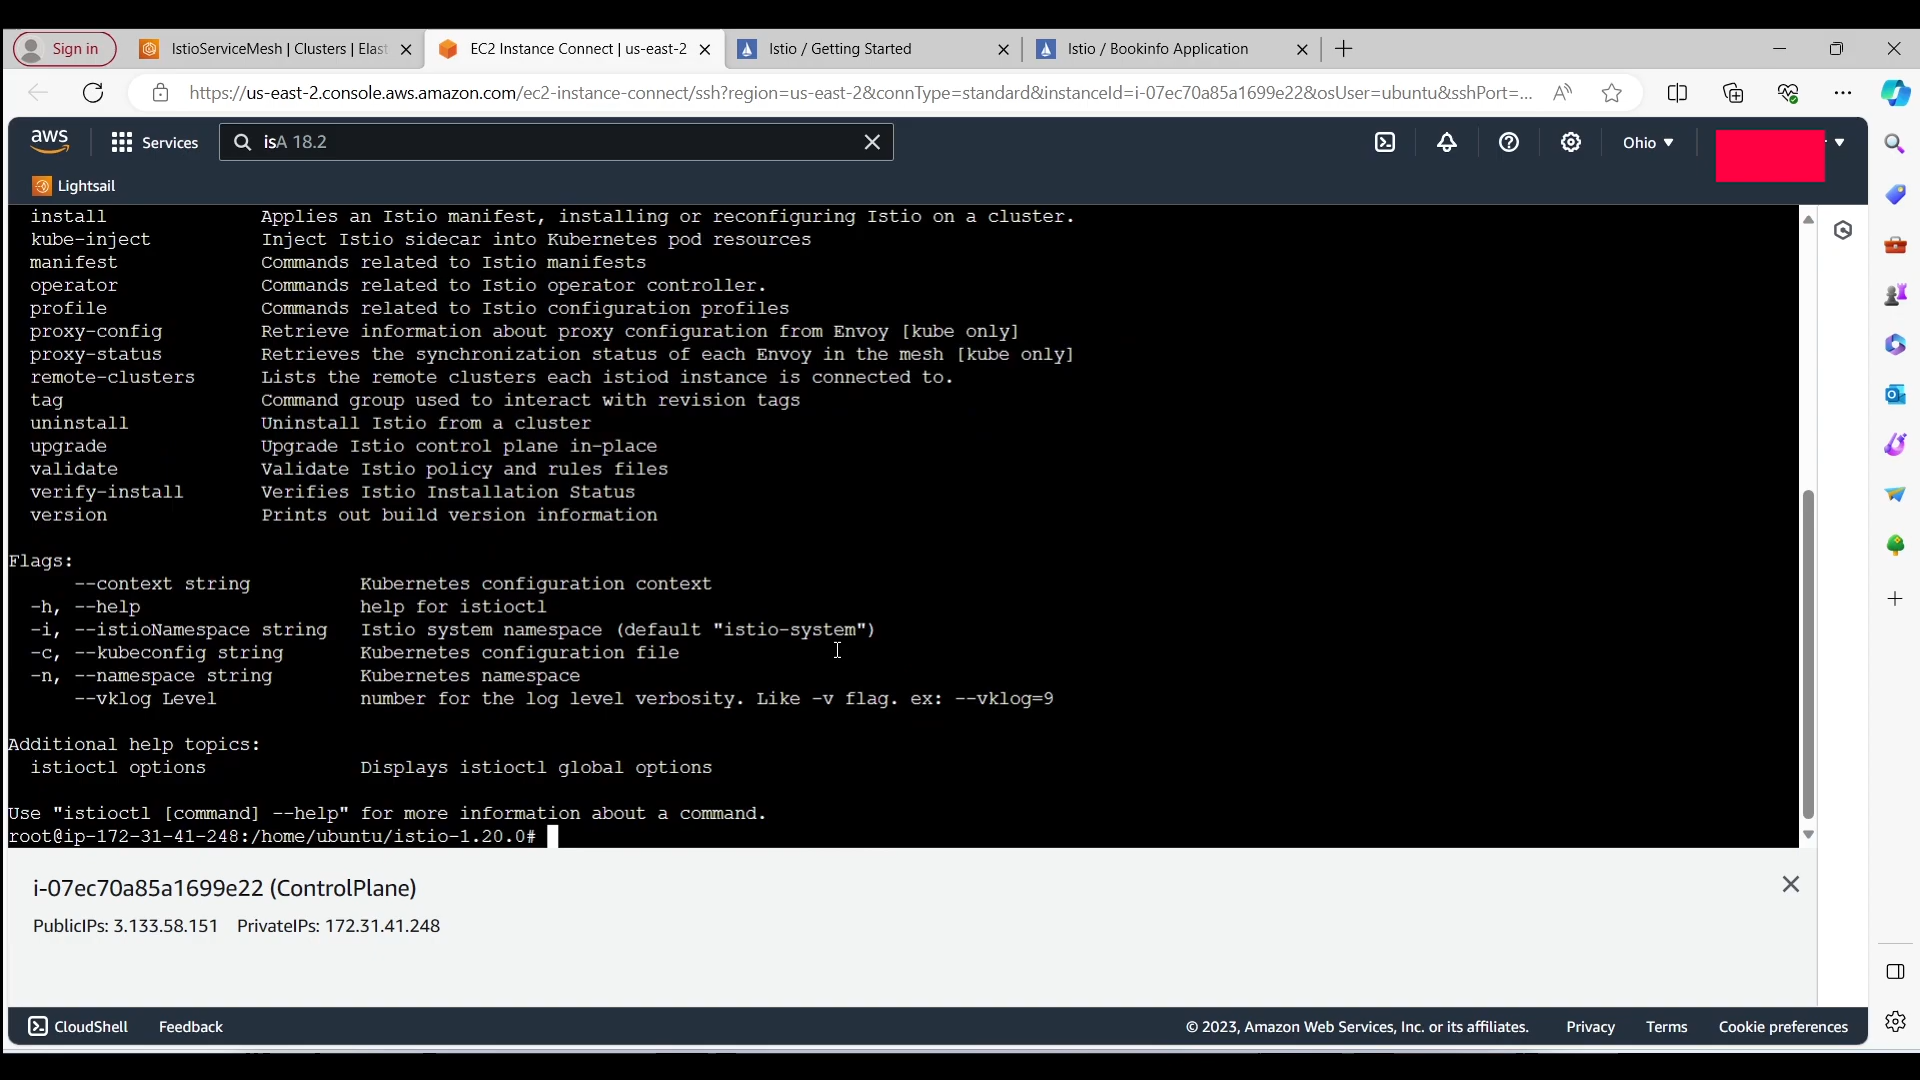 Sign in
IstioServiceMesh | Clusters | Elast
EC2 Instance Connect | us-east-2
Istio / Getting Started
Istio / Bookinfo Application
https://us-east-2.console.aws.amazon.com/ec2-instance-connect/ssh?region=us-east-2&connType=standard&instanceId=i-07ec70a85a1699e22&osUser=ubuntu&sshPort=...
aws
Services
isA 18.2
Ohio
Lightsail
install Applies an Istio manifest, installing or reconfiguring Istio on a cluster.
kube-inject Inject Istio sidecar into Kubernetes pod resources
manifest Commands related to Istio manifests
operator Commands related to Istio operator controller.
profile Commands related to Istio configuration profiles
proxy-config Retrieve information about proxy configuration from Envoy [kube only]
proxy-status Retrieves the synchronization status of each Envoy in the mesh [kube only]
remote-clusters Lists the remote clusters each istiod instance is connected to.
tag Command group used to interact with revision tags
uninstall Uninstall Istio from a cluster
upgrade Upgrade Istio control plane in-place
validate Validate Istio policy and rules files
verify-install Verifies Istio Installation Status
version Prints out build version information
Flags:
--context string Kubernetes configuration context
-h, --help help for istioctl
-i, --istioNamespace string Istio system namespace (default "istio-system")
-c, --kubeconfig string Kubernetes configuration file
-n, --namespace string Kubernetes namespace
--vklog Level number for the log level verbosity. Like -v flag. ex: --vklog=9
Additional help topics:
istioctl options Displays istioctl global options
Use "istioctl [command] --help" for more information about a command.
root@ip-172-31-41-248:/home/ubuntu/istio-1.20.0#
i-07ec70a85a1699e22 (ControlPlane)
PublicIPs: 3.133.58.151 PrivateIPs: 172.31.41.248
CloudShell
Feedback
© 2023, Amazon Web Services, Inc. or its affiliates.
Privacy
Terms
Cookie preferences